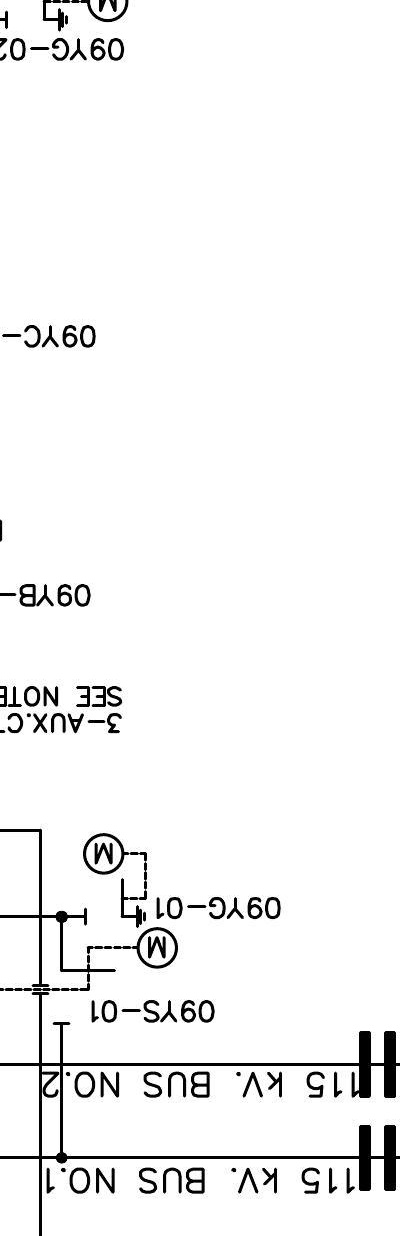 115 kV. BUS NO.1
115 kV. BUS NO.2
09YS-01
M
09YG-01
M
3-AUX.CT
SEE NOTE
09YB-
09YC-
09YG-02
M